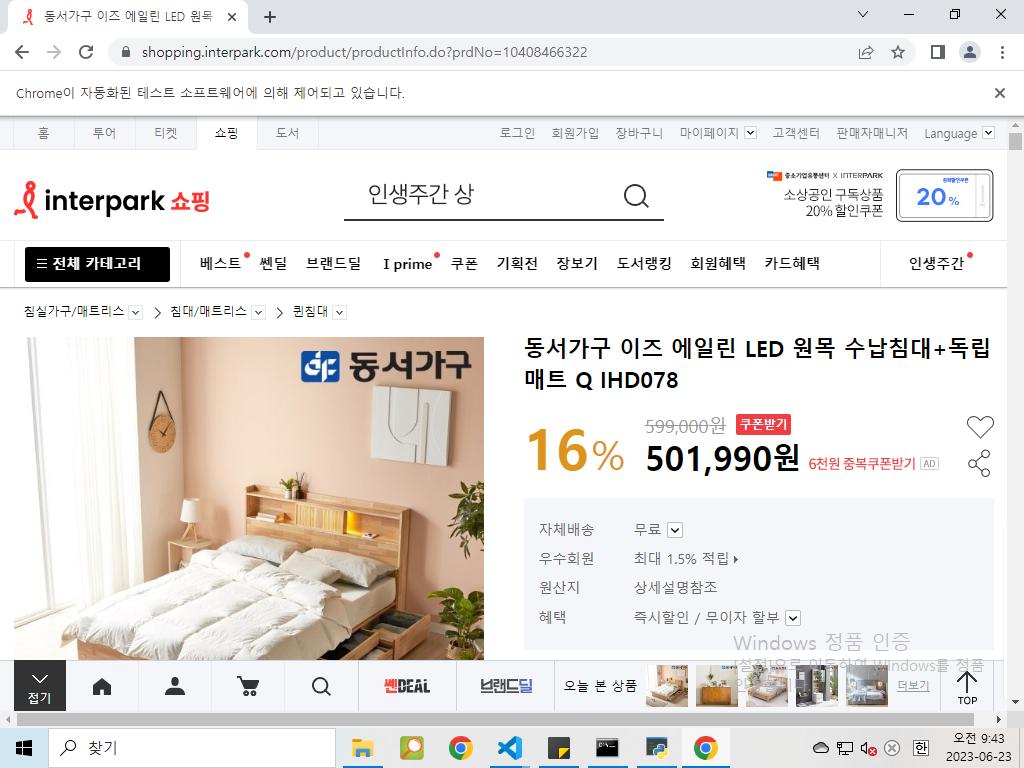 동서가구 이즈 에일린 LED 원목
shopping.interpark.com/product/productInfo.do?prdNo=10408466322
Chrome이 자동화된 테스트 소프트웨어에 의해 제어되고 있습니다.
홈 투어 티켓 쇼핑 도서 로그인 회원가입 장바구니 마이페이지 고객센터 판매자매니저 Language
interpark 쇼핑
인생주간 상
중소기업유통센터 X INTERPARK
소상공인 구독상품
20% 할인쿠폰
중복할인쿠폰
20%
전체 카테고리 베스트 쎈딜 브랜드딜 I prime 쿠폰 기획전 장보기 도서랭킹 회원혜택 카드혜택 인생주간
침실가구/매트리스 침대/매트리스 퀸침대
동서가구
동서가구 이즈 에일린 LED 원목 수납침대+독립
매트 Q IHD078
16%
599,000원 쿠폰받기
501,990원 6천원 중복쿠폰받기 AD
자체배송 무료
우수회원 최대 1.5% 적립
원산지 상세설명참조
혜택 즉시할인 / 무이자 할부
Windows 정품 인증
[설정]으로 이동하여 Windows를 정품
접기
쎈DEAL
브랜드딜
오늘 본 상품
더보기
TOP
찾기
한
오전 9:43
2023-06-23